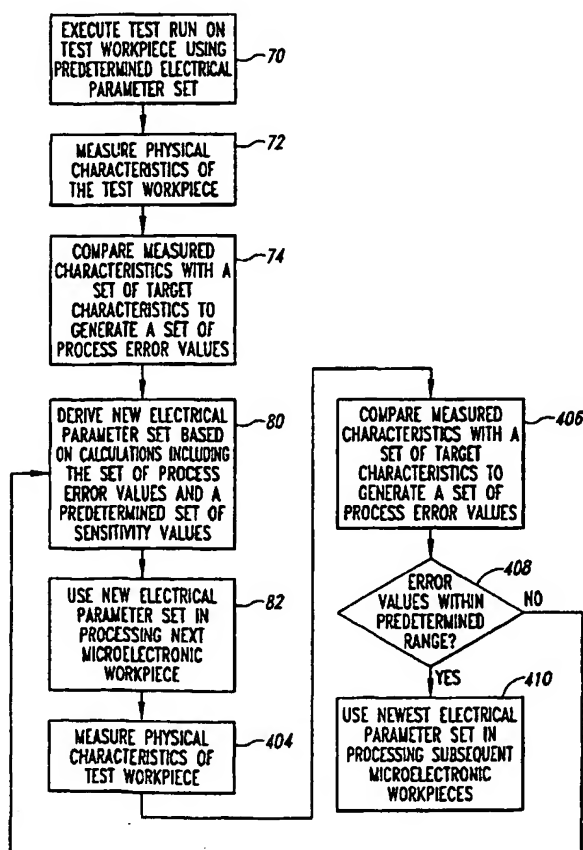 EXECUTE TEST RUN ON
TEST WORKPIECE USING
PREDETERMINED ELECTRICAL
PARAMETER SET
70
MEASURE PHYSICAL
CHARACTERISTICS OF
THE TEST WORKPIECE
72
COMPARE MEASURED
CHARACTERISTICS WITH A
SET OF TARGET
CHARACTERISTICS TO
GENERATE A SET OF
PROCESS ERROR VALUES
74
DERIVE NEW ELECTRICAL
PARAMETER SET BASED
ON CALCULATIONS INCLUDING
THE SET OF PROCESS
ERROR VALUES AND A
PREDETERMINED SET OF
SENSITIVITY VALUES
80
USE NEW ELECTRICAL
PARAMETER SET IN
PROCESSING NEXT
MICROELECTRONIC
WORKPIECE
82
MEASURE PHYSICAL
CHARACTERISTICS OF
TEST WORKPIECE
404
COMPARE MEASURED
CHARACTERISTICS WITH A
SET OF TARGET
CHARACTERISTICS TO
GENERATE A SET OF
PROCESS ERROR VALUES
406
ERROR
VALUES WITHIN
PREDETERMINED
RANGE?
408
NO
YES
USE NEWEST ELECTRICAL
PARAMETER SET IN
PROCESSING SUBSEQUENT
MICROELECTRONIC
WORKPIECES
410